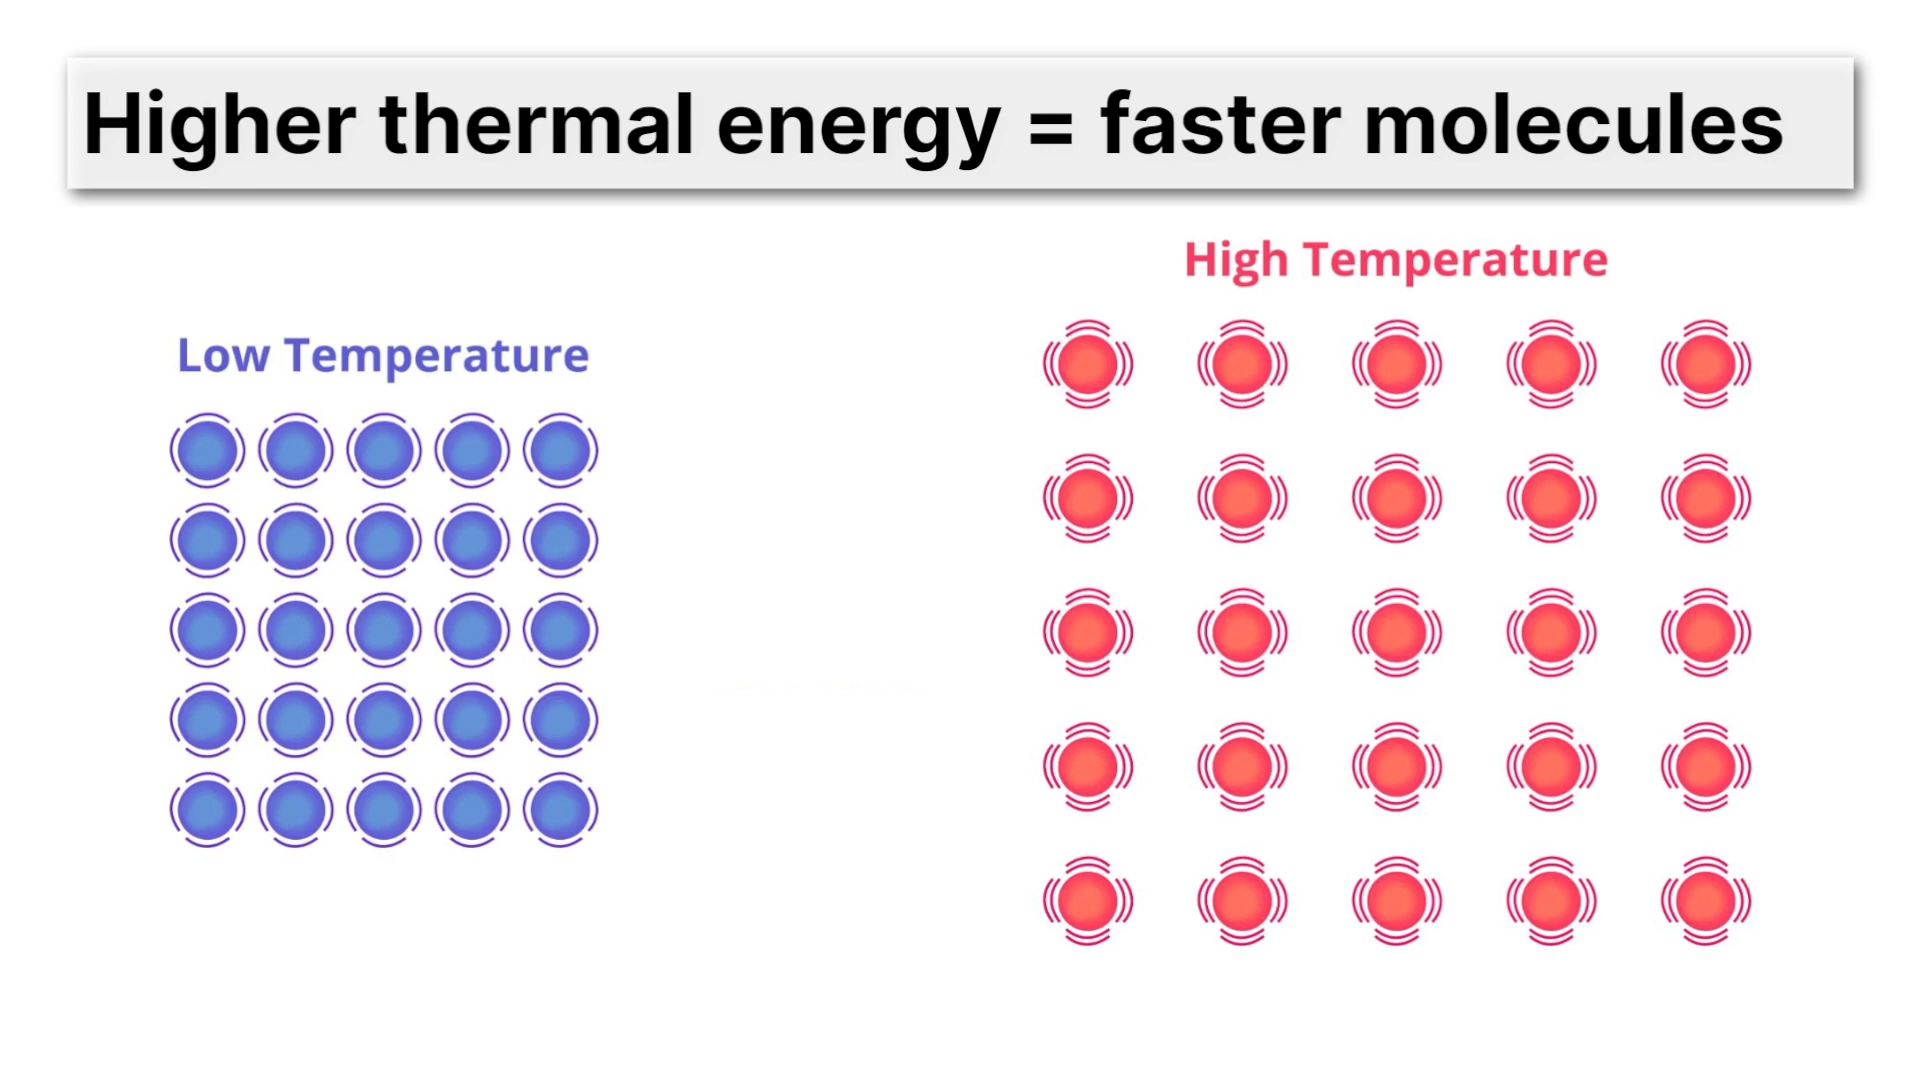 Higher thermal energy = faster molecules
High Temperature
Low Temperature